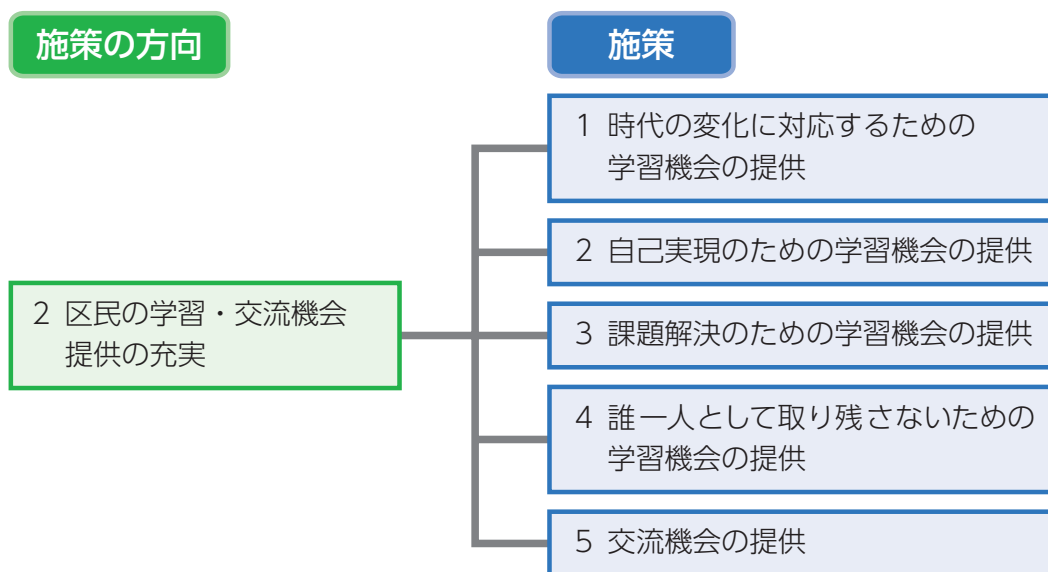 施策の方向
施策
1 時代の変化に対応するための
学習機会の提供
2 自己実現のための学習機会の提供
2 区民の学習・交流機会
提供の充実
3 課題解決のための学習機会の提供
4 誰一人として取り残さないための
学習機会の提供
5 交流機会の提供